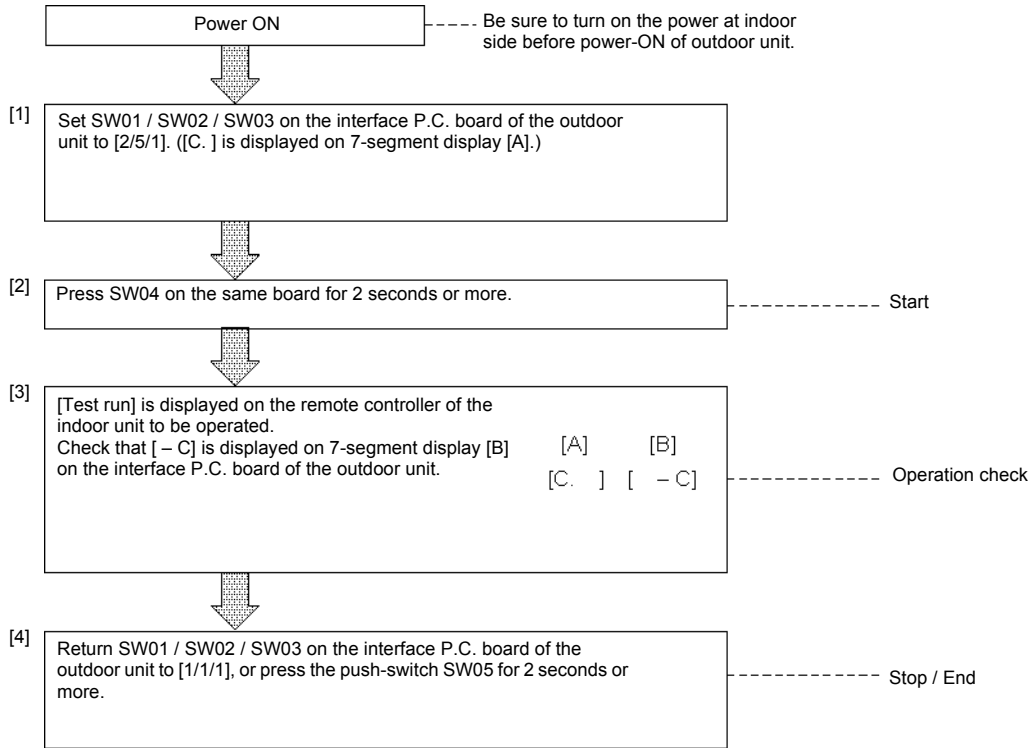 Power ON
Be sure to turn on the power at indoor
side before power-ON of outdoor unit.
[1]
Set SW01 / SW02 / SW03 on the interface P.C. board of the outdoor
unit to [2/5/1]. ([C. ] is displayed on 7-segment display [A].)
[2]
Press SW04 on the same board for 2 seconds or more.
Start
[3]
[Test run] is displayed on the remote controller of the
indoor unit to be operated.
Check that [ – C] is displayed on 7-segment display [B]
on the interface P.C. board of the outdoor unit.
[A] [B]
[C. ] [ – C]
Operation check
[4]
Return SW01 / SW02 / SW03 on the interface P.C. board of the
outdoor unit to [1/1/1], or press the push-switch SW05 for 2 seconds or
more.
Stop / End